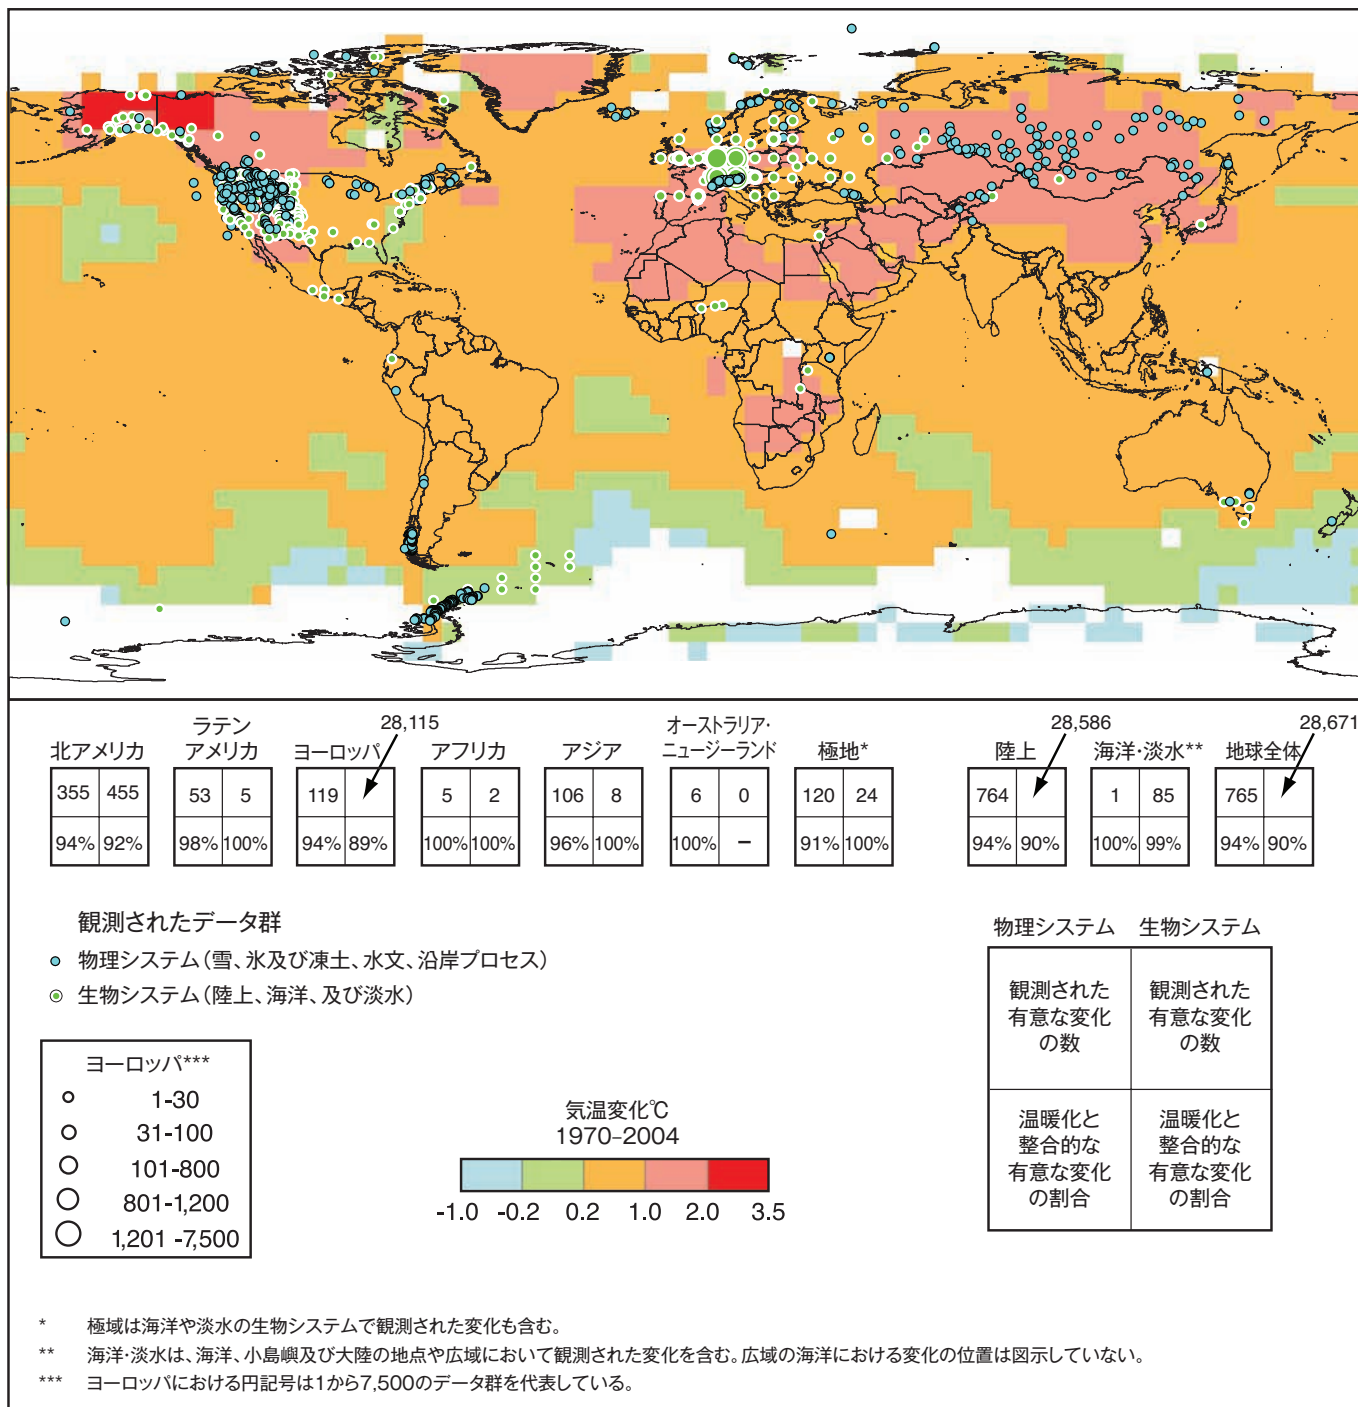 28,115
28,586
28,671
北アメリカ
ラテン
アメリカ
ヨーロッパ
アフリカ
アジア
オーストラリア・
ニュージーランド
極地*
陸上
海洋・淡水**
地球全体
355 455 53 5 119 5 2 106 8 6 0 120 24 764 1 85 765
94% 92% 98% 100% 94% 89% 100% 100% 96% 100% 100% – 91% 100% 94% 90% 100% 99% 94% 90%
観測されたデータ群
物理システム(雪、氷及び凍土、水文、沿岸プロセス)
生物システム(陸上、海洋、及び淡水)
ヨーロッパ***
1-30
31-100
101-800
801-1,200
1,201 -7,500
気温変化℃
1970–2004
-1.0 -0.2 0.2 1.0 2.0 3.5
物理システム 生物システム
観測された
有意な変化
の数
観測された
有意な変化
の数
温暖化と
整合的な
有意な変化
の割合
温暖化と
整合的な
有意な変化
の割合
* 極域は海洋や淡水の生物システムで観測された変化も含む。
** 海洋・淡水は、海洋、小島嶼及び大陸の地点や広域において観測された変化を含む。広域の海洋における変化の位置は図示していない。
*** ヨーロッパにおける円記号は1から7,500のデータ群を代表している。